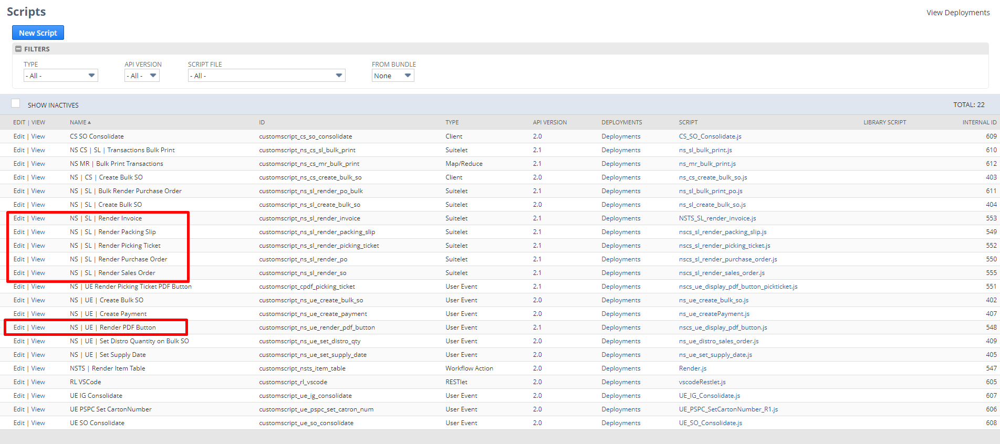 Scripts
View Deployments
New Script
FILTERS
TYPE API VERSION SCRIPT FILE FROM BUNDLE
- All - - All - - All - None
SHOW INACTIVES TOTAL: 22
EDIT | VIEW NAME ID TYPE API VERSION DEPLOYMENTS SCRIPT LIBRARY SCRIPT INTERNAL ID
Edit | View CS SO Consolidate customscript_cs_so_consolidate Client 2.0 Deployments CS_SO_Consolidate.js 609
Edit | View NS CS | SL | Transactions Bulk Print customscript_ns_cs_sl_bulk_print Suitelet 2.1 Deployments ns_sl_bulk_print.js 610
Edit | View NS MR | Bulk Print Transactions customscript_ns_cs_mr_bulk_print Map/Reduce 2.1 Deployments ns_mr_bulk_print.js 612
Edit | View NS | CS | Create Bulk SO customscript_ns_cs_create_bulk_so Client 2.0 Deployments ns_cs_create_bulk_so.js 403
Edit | View NS | SL | Bulk Render Purchase Order customscript_ns_sl_render_po_bulk Suitelet 2.1 Deployments ns_sl_bulk_print_po.js 611
Edit | View NS | SL | Create Bulk SO customscript_ns_sl_create_bulk_so Suitelet 2.0 Deployments ns_sl_create_bulk_so.js 404
Edit | View NS | SL | Render Invoice customscript_ns_sl_render_invoice Suitelet 2.1 Deployments NSTS_SL_render_invoice.js 553
Edit | View NS | SL | Render Packing Slip customscript_ns_sl_render_packing_slip Suitelet 2.1 Deployments nscs_sl_render_packing_slip.js 549
Edit | View NS | SL | Render Picking Ticket customscript_ns_sl_render_picking_ticket Suitelet 2.1 Deployments nscs_sl_render_picking_ticket.js 552
Edit | View NS | SL | Render Purchase Order customscript_ns_sl_render_po Suitelet 2.1 Deployments nscs_sl_render_purchase_order.js 550
Edit | View NS | SL | Render Sales Order customscript_ns_sl_render_so Suitelet 2.1 Deployments nscs_sl_render_sales_order.js 555
Edit | View NS | UE Render Picking Ticket PDF Button customscript_cpdf_picking_ticket User Event 2.1 Deployments nscs_ue_display_pdf_button_pickticket.js 551
Edit | View NS | UE | Create Bulk SO customscript_ns_ue_create_bulk_so User Event 2.0 Deployments ns_ue_create_bulk_so.js 402
Edit | View NS | UE | Create Payment customscript_ns_ue_create_payment User Event 2.0 Deployments ns_ue_createPayment.js 407
Edit | View NS | UE | Render PDF Button customscript_ns_ue_render_pdf_button User Event 2.1 Deployments nscs_ue_display_pdf_button.js 548
Edit | View NS | UE | Set Distro Quantity on Bulk SO customscript_ns_ue_set_distro_qty User Event 2.0 Deployments ns_ue_distro_sales_order.js 409
Edit | View NS | UE | Set Supply Date customscript_ns_ue_set_supply_date User Event 2.0 Deployments ns_ue_set_supply_date.js 405
Edit | View NSTS | Render Item Table customscript_nsts_item_table Workflow Action 2.0 Deployments Render.js 547
Edit | View RL VSCode customscript_rl_vscode RESTlet 2.0 Deployments vscodeRestlet.js 605
Edit | View UE IG Consolidate customscript_ue_ig_consolidate User Event 2.0 Deployments UE_IG_Consolidate.js 607
Edit | View UE PSPC Set CartonNumber customscript_ue_pspc_set_catron_num User Event 2.0 Deployments UE_PSPC_SetCartonNumber_R1.js 606
Edit | View UE SO Consolidate customscript_ue_so_consolidate User Event 2.0 Deployments UE_SO_Consolidate.js 608